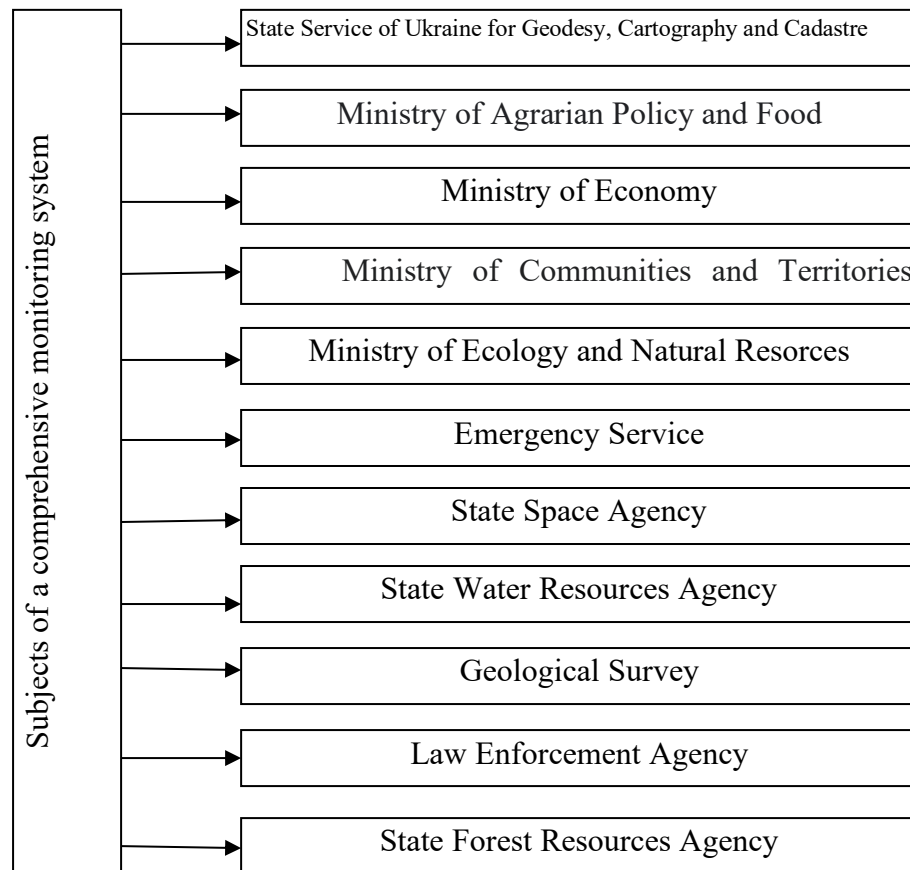 Subjects of a comprehensive monitoring system
State Service of Ukraine for Geodesy, Cartography and Cadastre
Ministry of Agrarian Policy and Food
Ministry of Economy
Ministry of Communities and Territories
Ministry of Ecology and Natural Resorces
Emergency Service
State Space Agency
State Water Resources Agency
Geological Survey
Law Enforcement Agency
State Forest Resources Agency